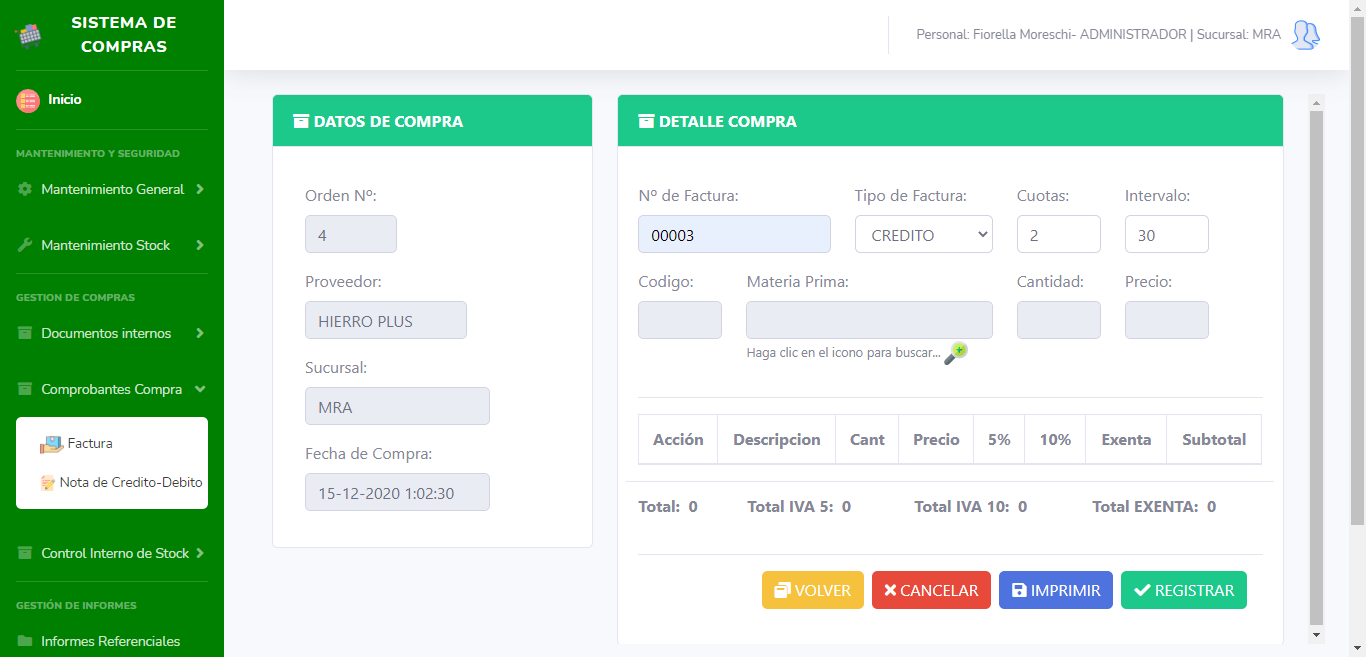 SISTEMA DE
COMPRAS
Personal: Fiorella Moreschi- ADMINISTRADOR | Sucursal: MRA
Inicio
MANTENIMIENTO Y SEGURIDAD
Mantenimiento General
Mantenimiento Stock
GESTION DE COMPRAS
Documentos internos
Comprobantes Compra
Factura
Nota de Credito-Debito
Control Interno de Stock
GESTIÓN DE INFORMES
Informes Referenciales
DATOS DE COMPRA
Orden Nº:
4
Proveedor:
HIERRO PLUS
Sucursal:
MRA
Fecha de Compra:
15-12-2020 1:02:30
DETALLE COMPRA
Nº de Factura: Tipo de Factura: Cuotas: Intervalo:
00003 CREDITO 2 30
Codigo: Materia Prima: Cantidad: Precio:
Haga clic en el icono para buscar...
Acción Descripcion Cant Precio 5% 10% Exenta Subtotal
Total: 0 Total IVA 5: 0 Total IVA 10: 0 Total EXENTA: 0
VOLVER CANCELAR IMPRIMIR REGISTRAR